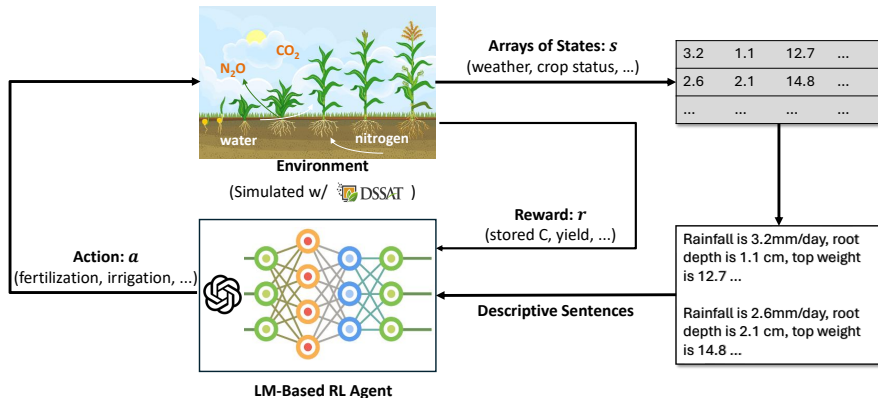 CO2
N2O
water
nitrogen
Environment
(Simulated w/ DSSAT )
Arrays of States: s
(weather, crop status, ...)
3.2 1.1 12.7 ...
2.6 2.1 14.8 ...
... ... ... ...
Reward: r
(stored C, yield, ...)
Action: a
(fertilization, irrigation, ...)
Rainfall is 3.2mm/day, root
depth is 1.1 cm, top weight
is 12.7 ...
Rainfall is 2.6mm/day, root
depth is 2.1 cm, top weight
is 14.8 ...
Descriptive Sentences
LM-Based RL Agent